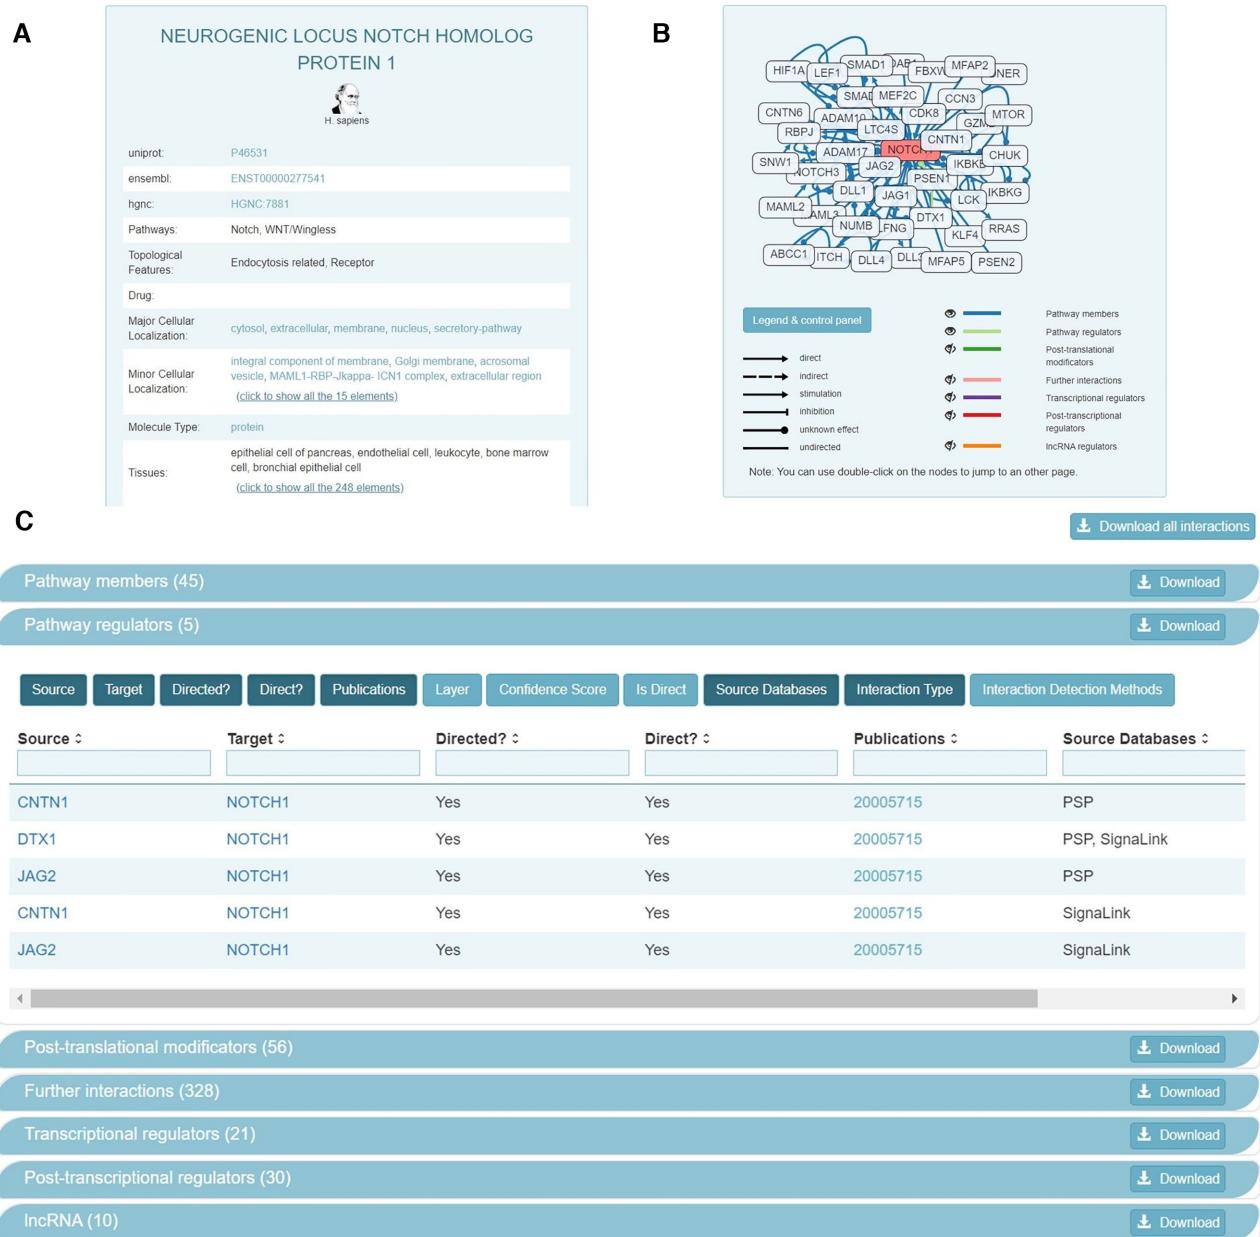 A
NEUROGENIC LOCUS NOTCH HOMOLOG
PROTEIN 1
H. sapiens
uniprot: P46531
ensembl: ENST00000277541
hgnc: HGNC:7881
Pathways: Notch, WNT/Wingless
Topological
Features: Endocytosis related, Receptor
Drug:
Major Cellular
Localization: cytosol, extracellular, membrane, nucleus, secretory-pathway
Minor Cellular
Localization: integral component of membrane, Golgi membrane, acrosomal
vesicle, MAML1-RBP-Jkappa- ICN1 complex, extracellular region
(click to show all the 15 elements)
Molecule Type: protein
Tissues: epithelial cell of pancreas, endothelial cell, leukocyte, bone marrow
cell, bronchial epithelial cell
(click to show all the 248 elements)
B
HIF1A LEF1 SMAD1 FBXW MFAP2 NER
SMAD MEF2C CCN3
CNTN6 ADAM10 CDK8 MTOR
RBPJ LTC4S CNTN1
ADAM17 NOTCH CHUK
SNW1 NOTCH3 JAG2 PSEN1 IKBKB
DLL1 JAG1 LCK IKBKG
MAML2 DTX1
NUMB LFNG KLF4 RRAS
ABCC1 ITCH DLL4 DLL3 MFAP5 PSEN2
Legend & control panel
direct
indirect
stimulation
inhibition
unknown effect
undirected
Pathway members
Pathway regulators
Post-translational
modificators
Further interactions
Transcriptional regulators
Post-transcriptional
regulators
lncRNA regulators
Note: You can use double-click on the nodes to jump to an other page.
C
Download all interactions
Pathway members (45) Download
Pathway regulators (5) Download
Source Target Directed? Direct? Publications Layer Confidence Score Is Direct Source Databases Interaction Type Interaction Detection Methods
Source Target Directed? Direct? Publications Source Databases
CNTN1 NOTCH1 Yes Yes 20005715 PSP
DTX1 NOTCH1 Yes Yes 20005715 PSP, SignaLink
JAG2 NOTCH1 Yes Yes 20005715 PSP
CNTN1 NOTCH1 Yes Yes 20005715 SignaLink
JAG2 NOTCH1 Yes Yes 20005715 SignaLink
Post-translational modificators (56) Download
Further interactions (328) Download
Transcriptional regulators (21) Download
Post-transcriptional regulators (30) Download
lncRNA (10) Download